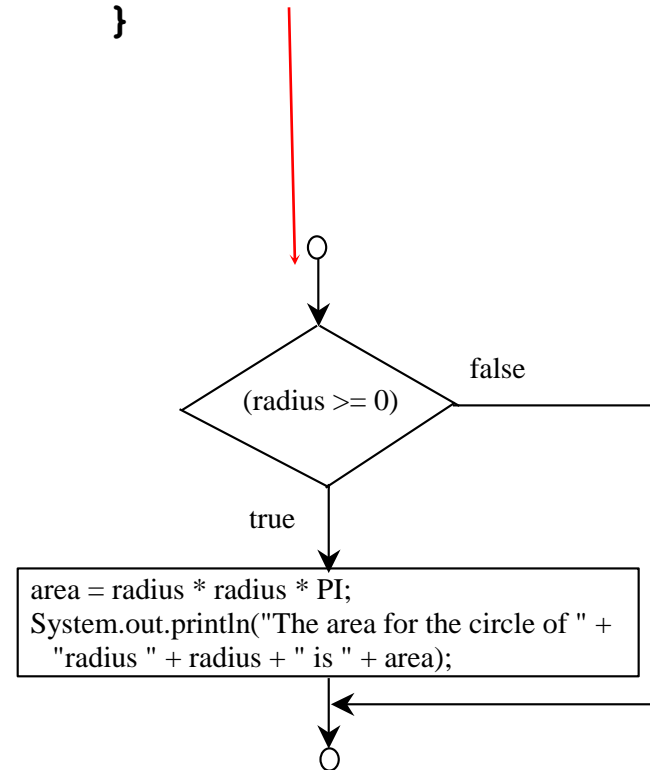 }
false
(radius >= 0)
true
area = radius * radius * PI;
System.out.println("The area for the circle of " +
"radius " + radius + " is " + area);